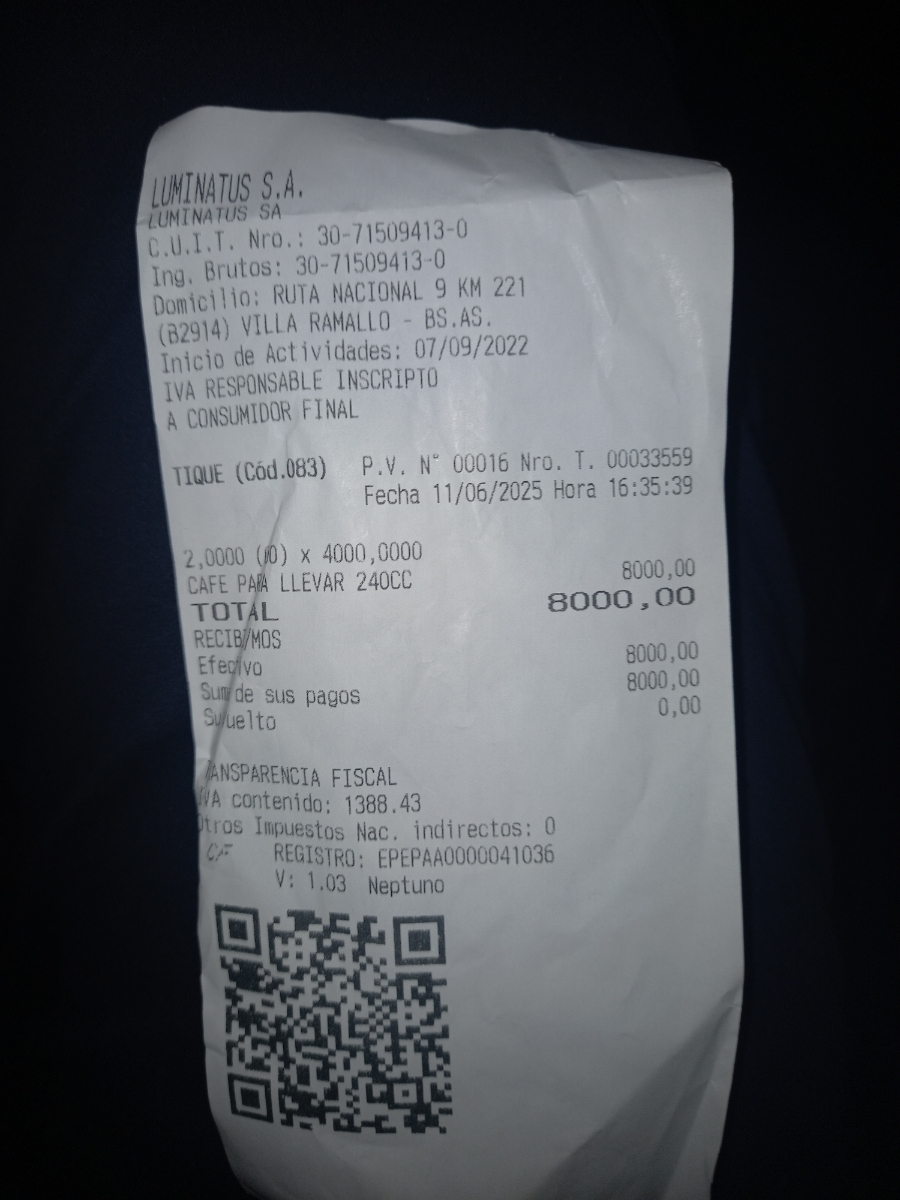 LUMINATUS S.A.
LUMINATUS SA
C.U.I.T. Nro.: 30-71509413-0
Ing. Brutos: 30-71509413-0
Domicilio: RUTA NACIONAL 9 KM 221
(B2914) VILLA RAMALLO - BS.AS.
Inicio de Actividades: 07/09/2022
IVA RESPONSABLE INSCRIPTO
A CONSUMIDOR FINAL
TIQUE (Cód.083) P.V. N° 00016 Nro. T. 00033559
Fecha 11/06/2025 Hora 16:35:39
2,0000 x 4000,0000
CAFE LLEVAR 240CC 8000,00
TOTAL 8000,00
RECIBIMOS
Efectivo 8000,00
Suma de sus pagos 8000,00
Su vuelto 0,00
TRANSPARENCIA FISCAL
IVA contenido: 1388.43
Otros Impuestos Nac. indirectos: 0
CF REGISTRO: EPEPAA0000041036
V: 1.03 Neptuno